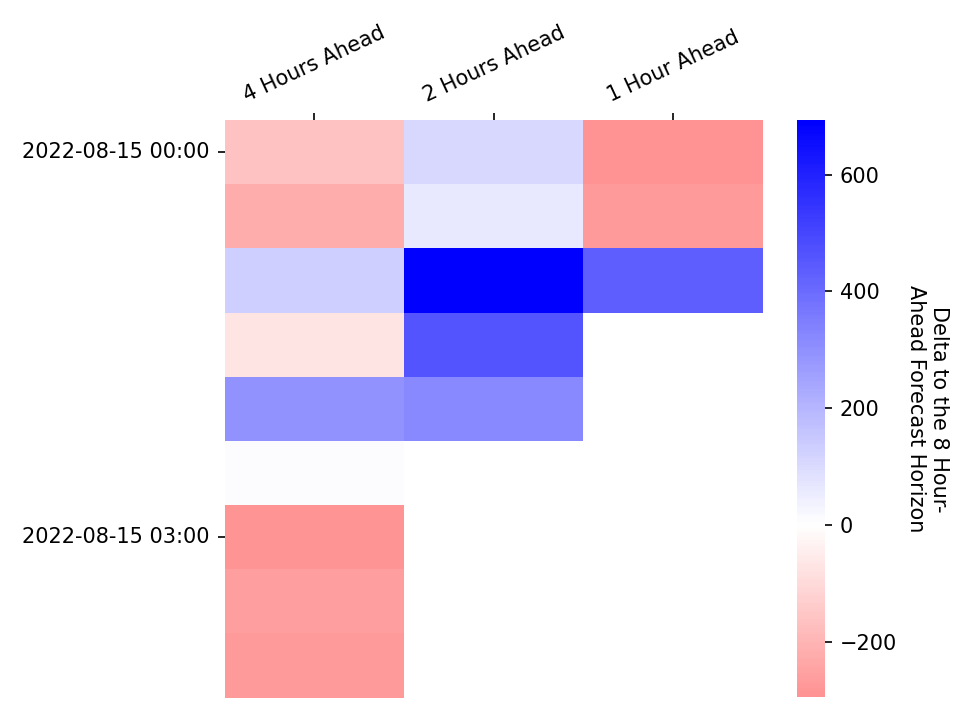 4 Hours Ahead
2 Hours Ahead
1 Hour Ahead
2022-08-15 00:00
2022-08-15 03:00
600
400
200
0
−200
Delta to the 8 Hour-
Ahead Forecast Horizon